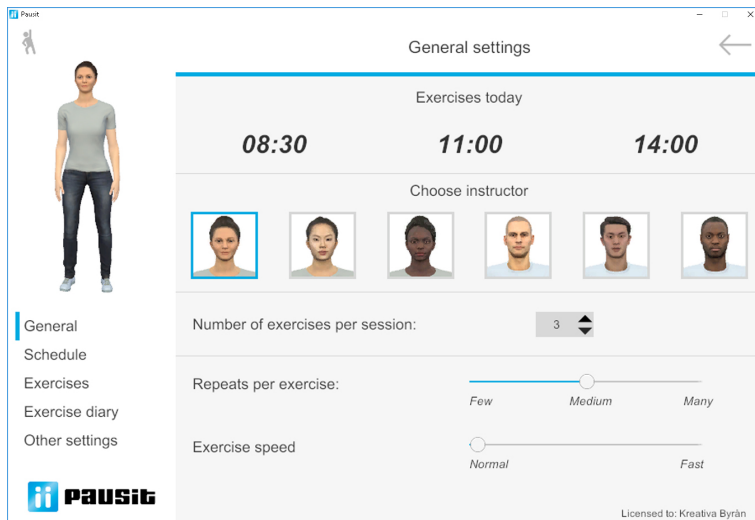 Pausit
General settings
Exercises today
08:30 11:00 14:00
Choose instructor
Number of exercises per session: 3
Repeats per exercise:
Few Medium Many
Exercise speed
Normal Fast
General
Schedule
Exercises
Exercise diary
Other settings
pausit
Licensed to: Kreativa Byràn